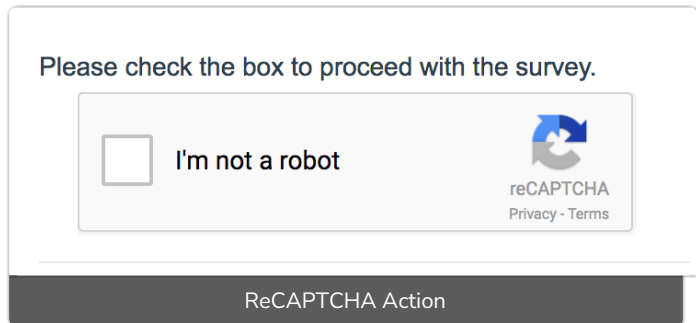 Please check the box to proceed with the survey.
I'm not a robot
reCAPTCHA
Privacy - Terms
ReCAPTCHA Action